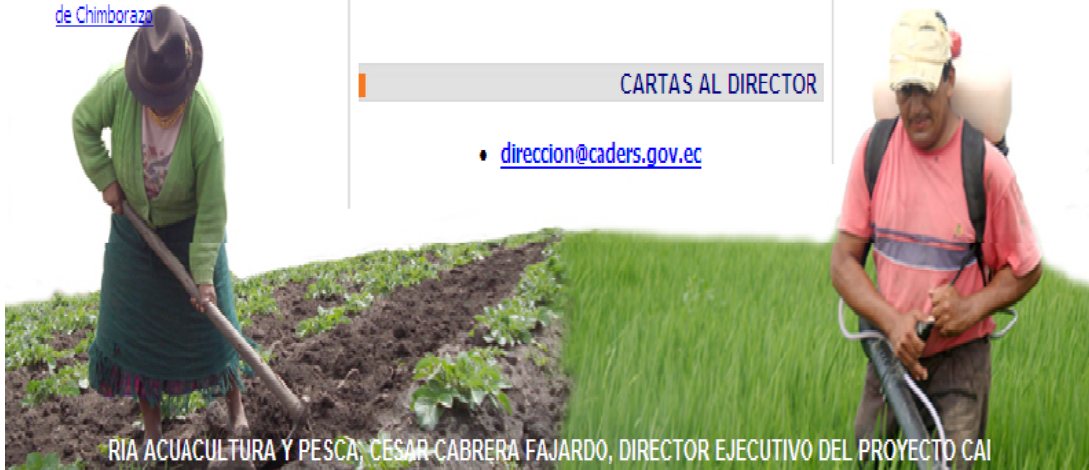 de Chimborazo
CARTAS AL DIRECTOR
• direccion@caders.gov.ec
RIA ACUACULTURA Y PESCA; CESAR CABRERA FAJARDO, DIRECTOR EJECUTIVO DEL PROYECTO CAI